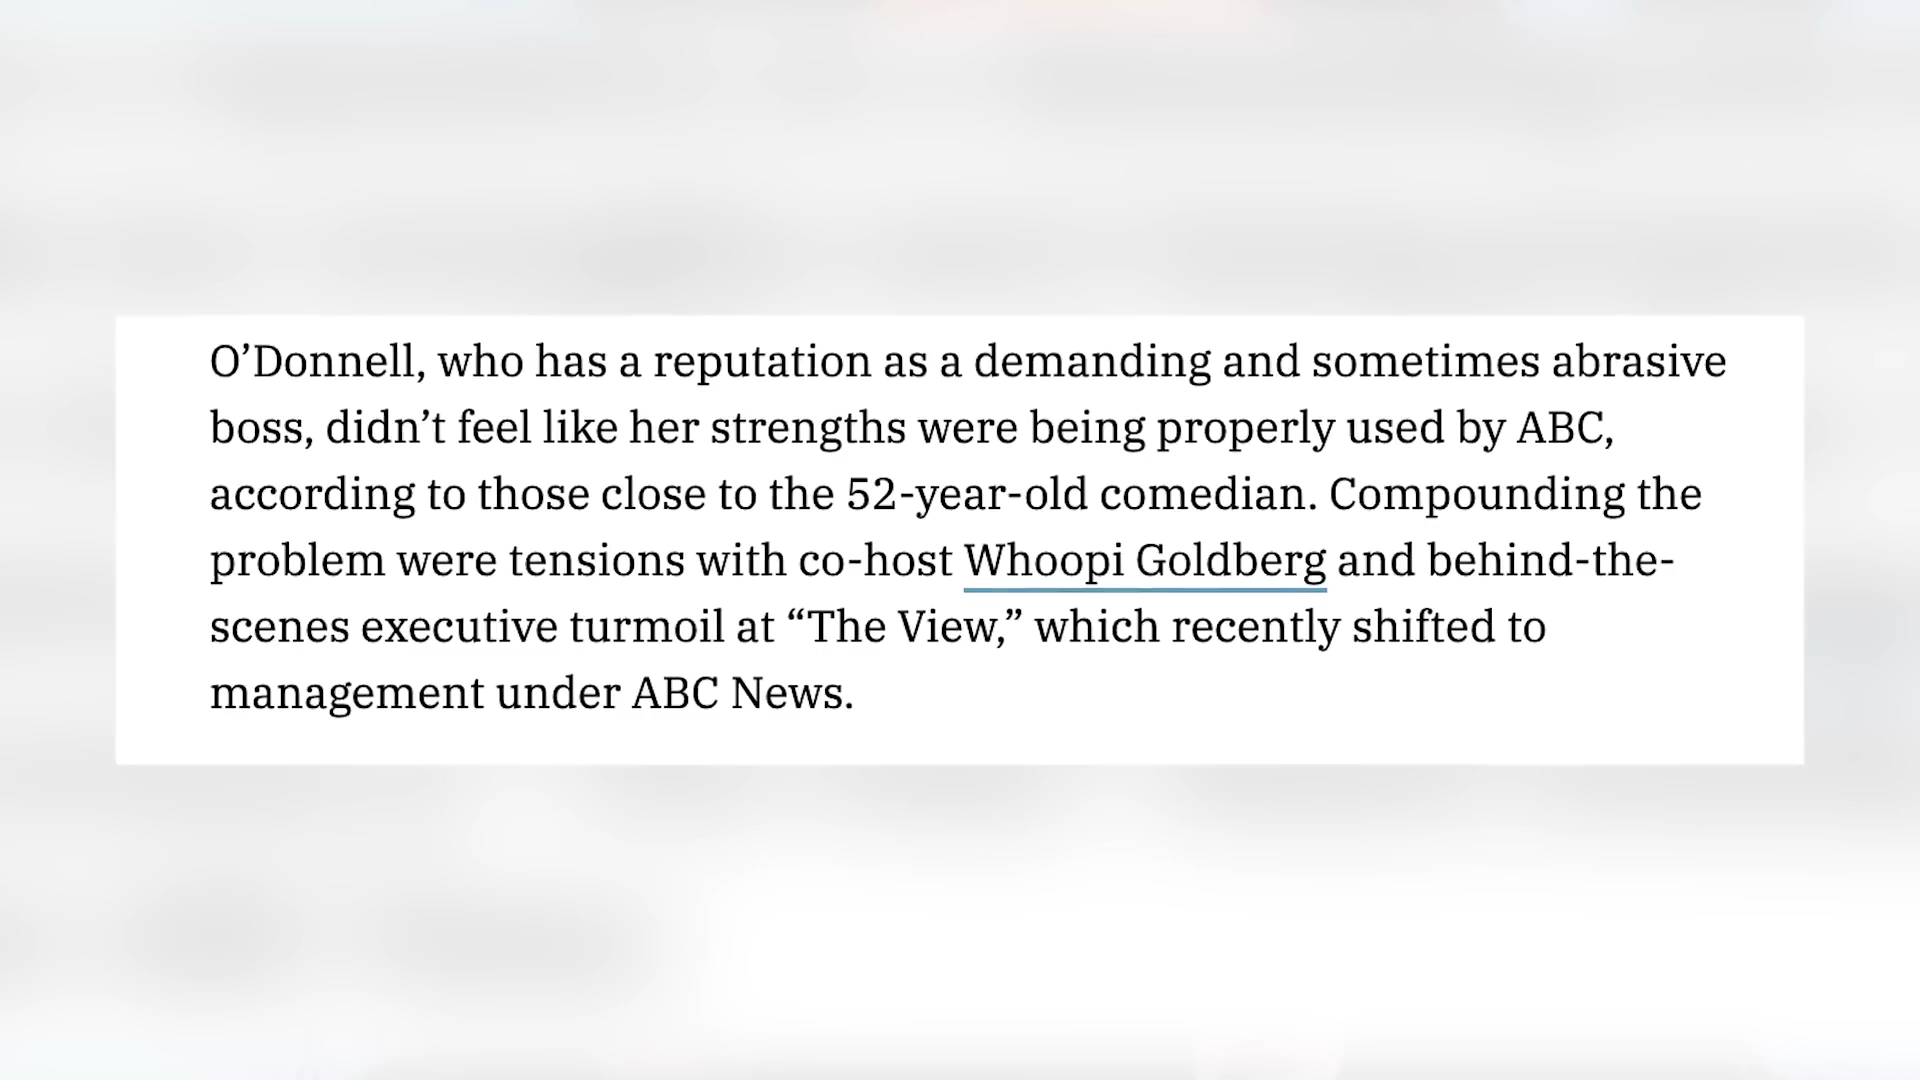 O’Donnell, who has a reputation as a demanding and sometimes abrasive
boss, didn’t feel like her strengths were being properly used by ABC,
according to those close to the 52-year-old comedian. Compounding the
problem were tensions with co-host Whoopi Goldberg and behind-the-
scenes executive turmoil at “The View,” which recently shifted to
management under ABC News.